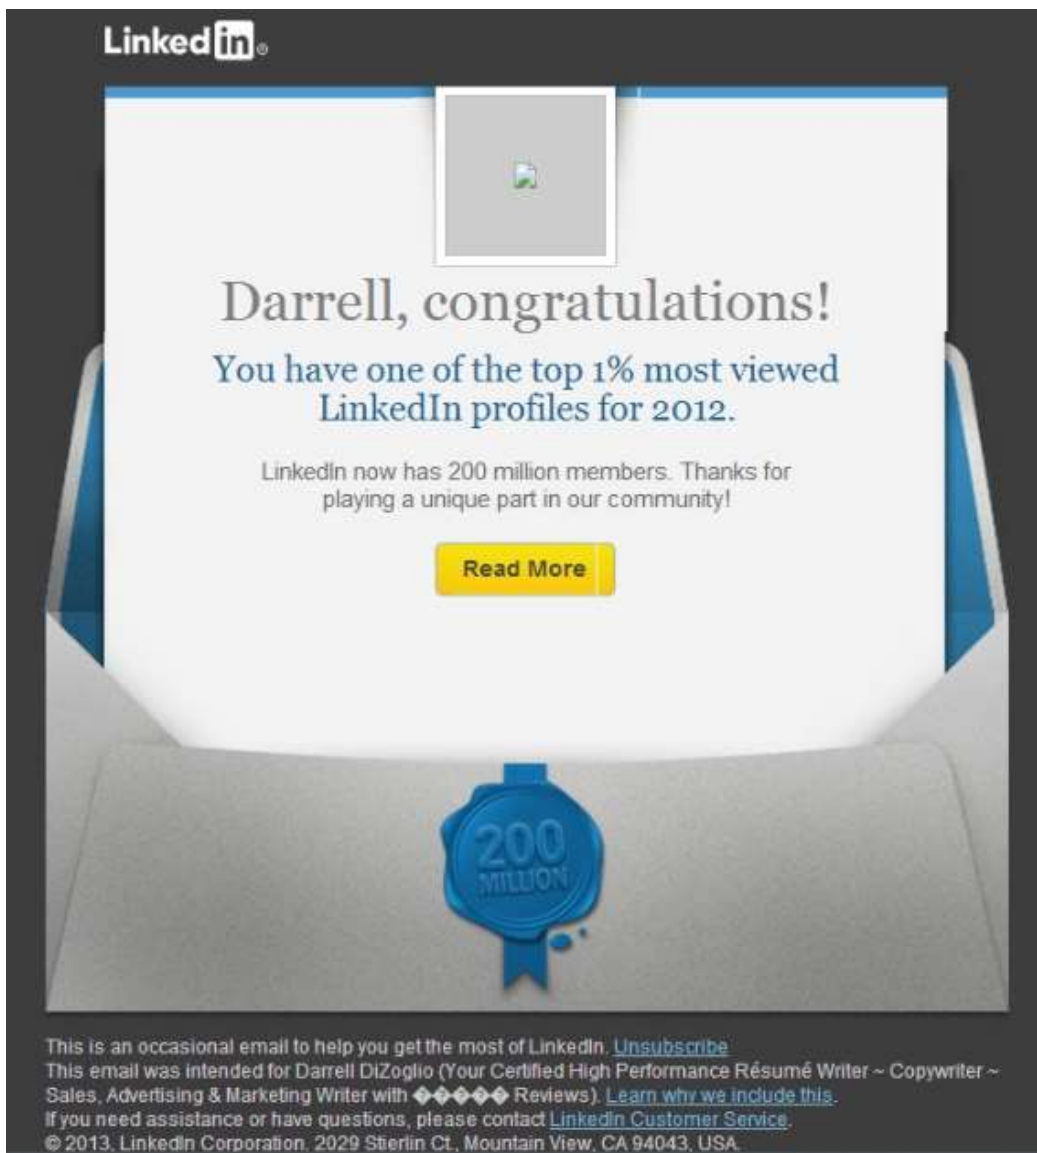 Linked in ®
Darrell, congratulations!
You have one of the top 1% most viewed
LinkedIn profiles for 2012.
LinkedIn now has 200 million members. Thanks for
playing a unique part in our community!
Read More
200
MILLION
This is an occasional email to help you get the most of LinkedIn. Unsubscribe
This email was intended for Darrell DiZoglio (Your Certified High Performance Résumé Writer ~ Copywriter ~
Sales, Advertising & Marketing Writer with ����� Reviews). Learn why we include this.
If you need assistance or have questions, please contact LinkedIn Customer Service.
© 2013, LinkedIn Corporation. 2029 Stierlin Ct., Mountain View, CA 94043, USA.